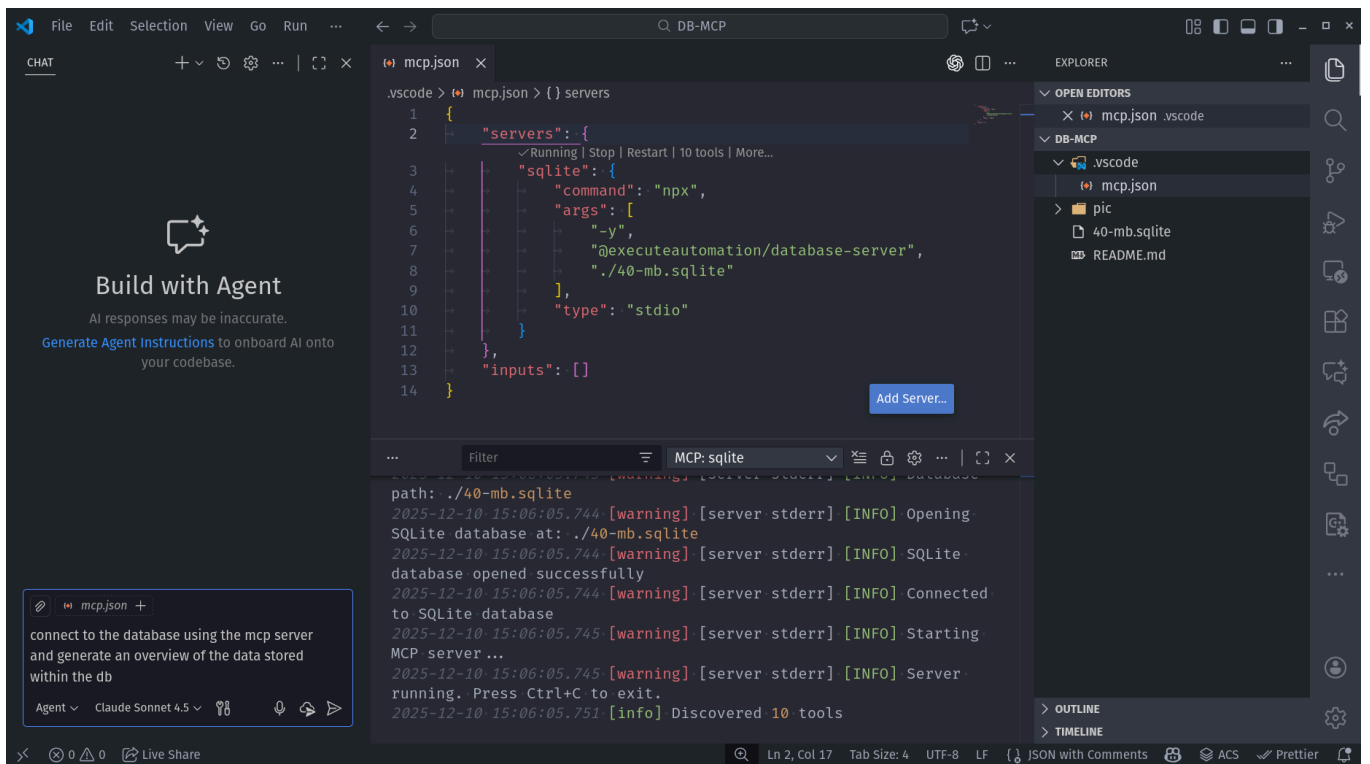 File Edit Selection View Go Run ···
DB-MCP
CHAT
Build with Agent
AI responses may be inaccurate.
Generate Agent Instructions to onboard AI onto
your codebase.
mcp.json
connect to the database using the mcp server
and generate an overview of the data stored
within the db
Agent Claude Sonnet 4.5
mcp.json
.vscode > mcp.json > { } servers
1 {
2 "servers": {
✓Running | Stop | Restart | 10 tools | More...
3 "sqlite": {
4 "command": "npx",
5 "args": [
6 "-y",
7 "@executeautomation/database-server",
8 "./40-mb.sqlite"
9 ],
10 "type": "stdio"
11 }
12 },
13 "inputs": []
14 }
Add Server...
Filter MCP: sqlite
2025-12-10 15:06:05.743 [warning] [server stderr] [INFO] Database
path: ./40-mb.sqlite
2025-12-10 15:06:05.744 [warning] [server stderr] [INFO] Opening
SQLite database at: ./40-mb.sqlite
2025-12-10 15:06:05.744 [warning] [server stderr] [INFO] SQLite
database opened successfully
2025-12-10 15:06:05.744 [warning] [server stderr] [INFO] Connected
to SQLite database
2025-12-10 15:06:05.745 [warning] [server stderr] [INFO] Starting
MCP server...
2025-12-10 15:06:05.745 [warning] [server stderr] [INFO] Server
running. Press Ctrl+C to exit.
2025-12-10 15:06:05.751 [info] Discovered 10 tools
EXPLORER
OPEN EDITORS
mcp.json .vscode
DB-MCP
.vscode
mcp.json
pic
40-mb.sqlite
README.md
OUTLINE
TIMELINE
0 0 Live Share
Ln 2, Col 17 Tab Size: 4 UTF-8 LF JSON with Comments ACS Prettier